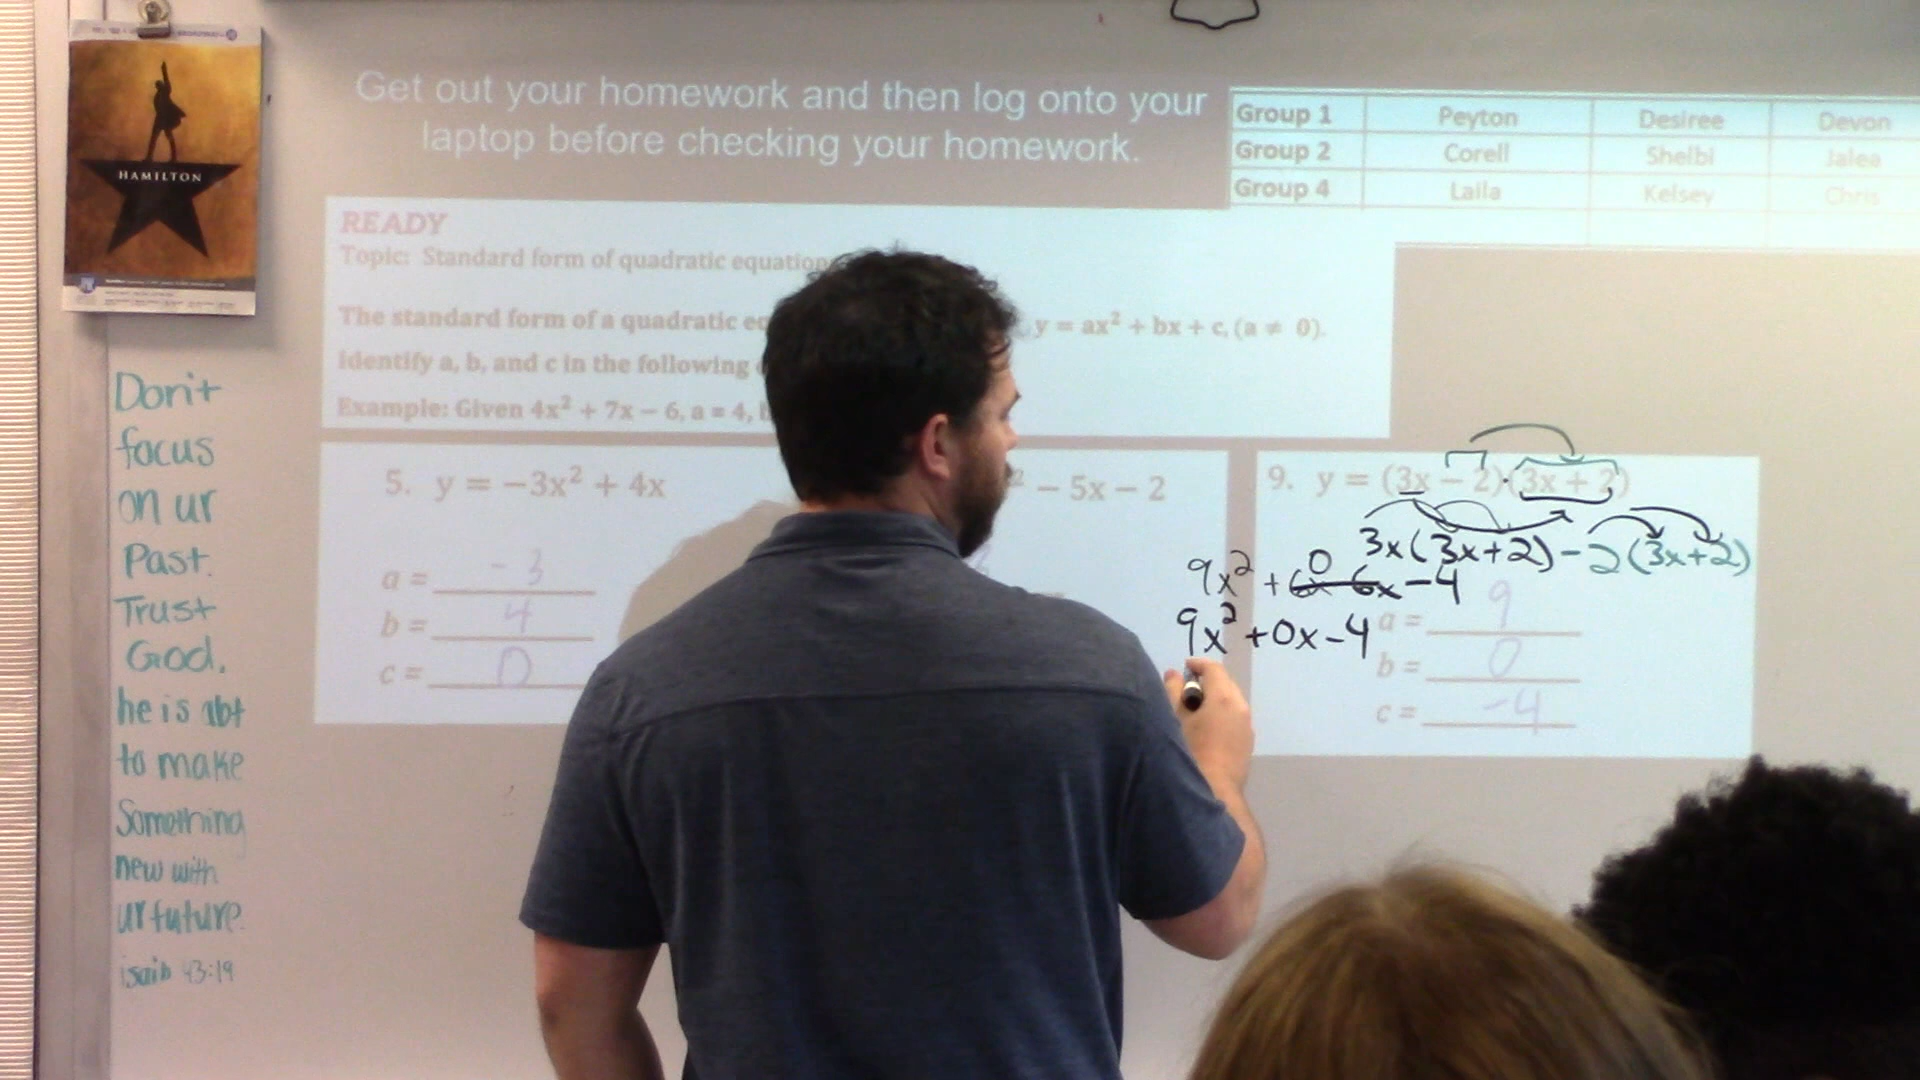 HAMILTON
Get out your homework and then log onto your
laptop before checking your homework.
Group 1 Peyton Desiree Devon
Group 2 Corell Shelbi Jalea
Group 4 Laila Kelsey Chris
READY
Topic: Standard form of quadratic equation
The standard form of a quadratic eq y = ax² + bx + c, (a ≠ 0).
Identify a, b, and c in the following
Example: Given 4x² + 7x − 6, a = 4,
5. y = −3x² + 4x
a = -3
b = 4
c = 0
² − 5x − 2
9. y = (3x − 2)·(3x + 2)
3x(3x+2) - 2(3x+2)
0
9x² + 6x - 6x - 4
9x² + 0x - 4
a = 9
b = 0
c = -4
Don't
focus
on ur
Past.
Trust
God.
he is abt
to make
Something
new with
ur future.
isaih 43:19